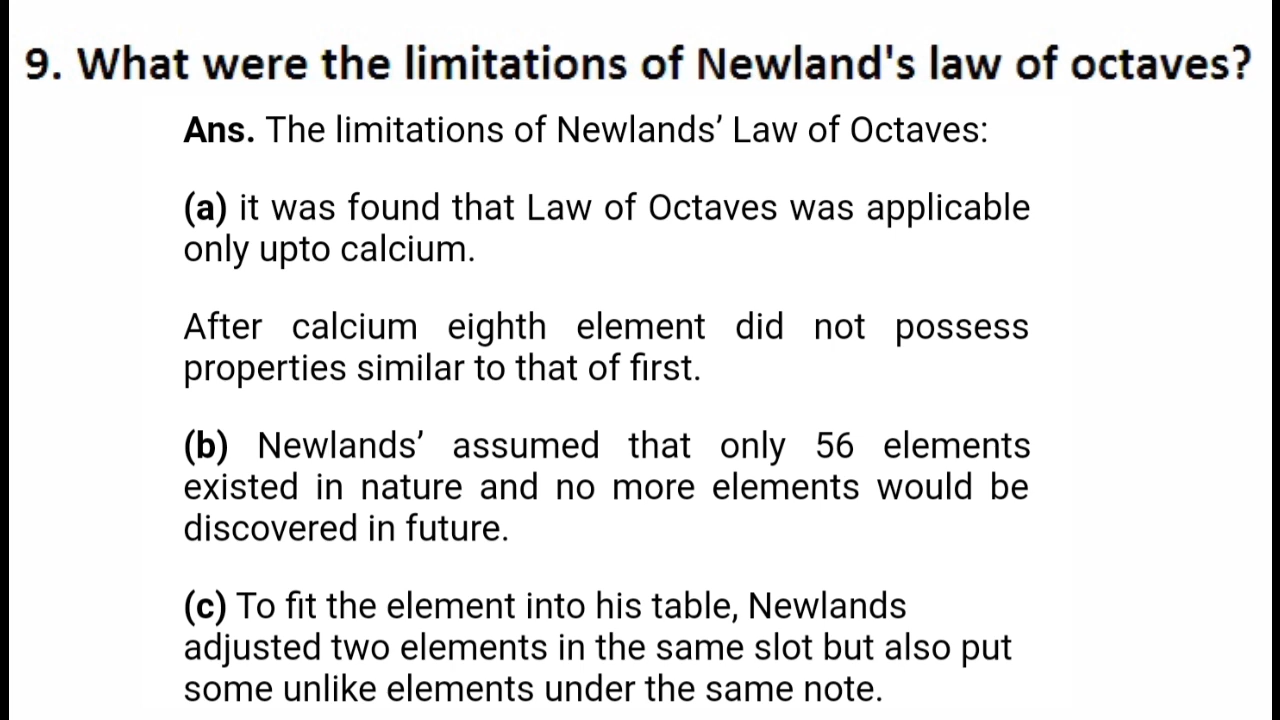 9. What were the limitations of Newland's law of octaves?
Ans. The limitations of Newlands’ Law of Octaves:
(a) it was found that Law of Octaves was applicable
only upto calcium.
After calcium eighth element did not possess
properties similar to that of first.
(b) Newlands’ assumed that only 56 elements
existed in nature and no more elements would be
discovered in future.
(c) To fit the element into his table, Newlands
adjusted two elements in the same slot but also put
some unlike elements under the same note.